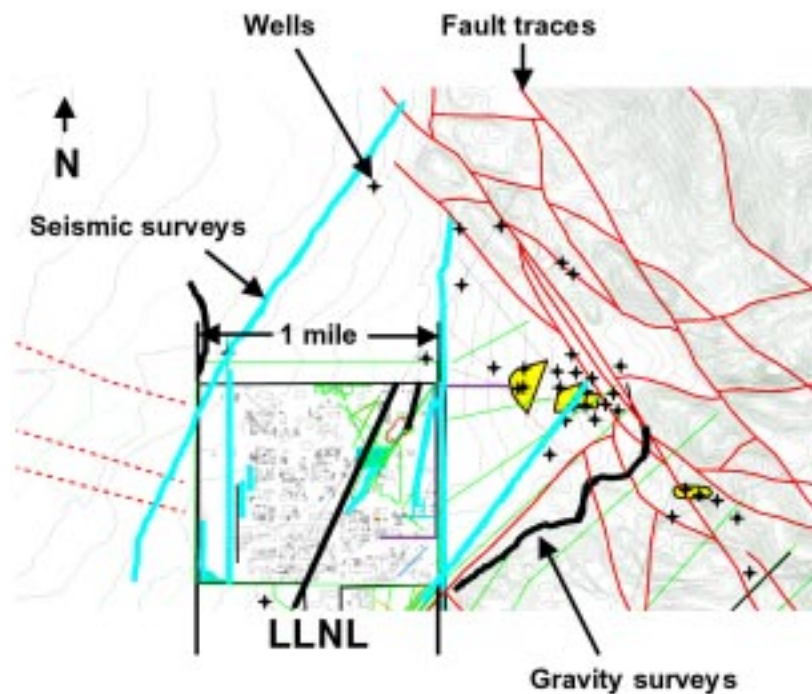 Wells
Fault traces
N
Seismic surveys
1 mile
LLNL
Gravity surveys